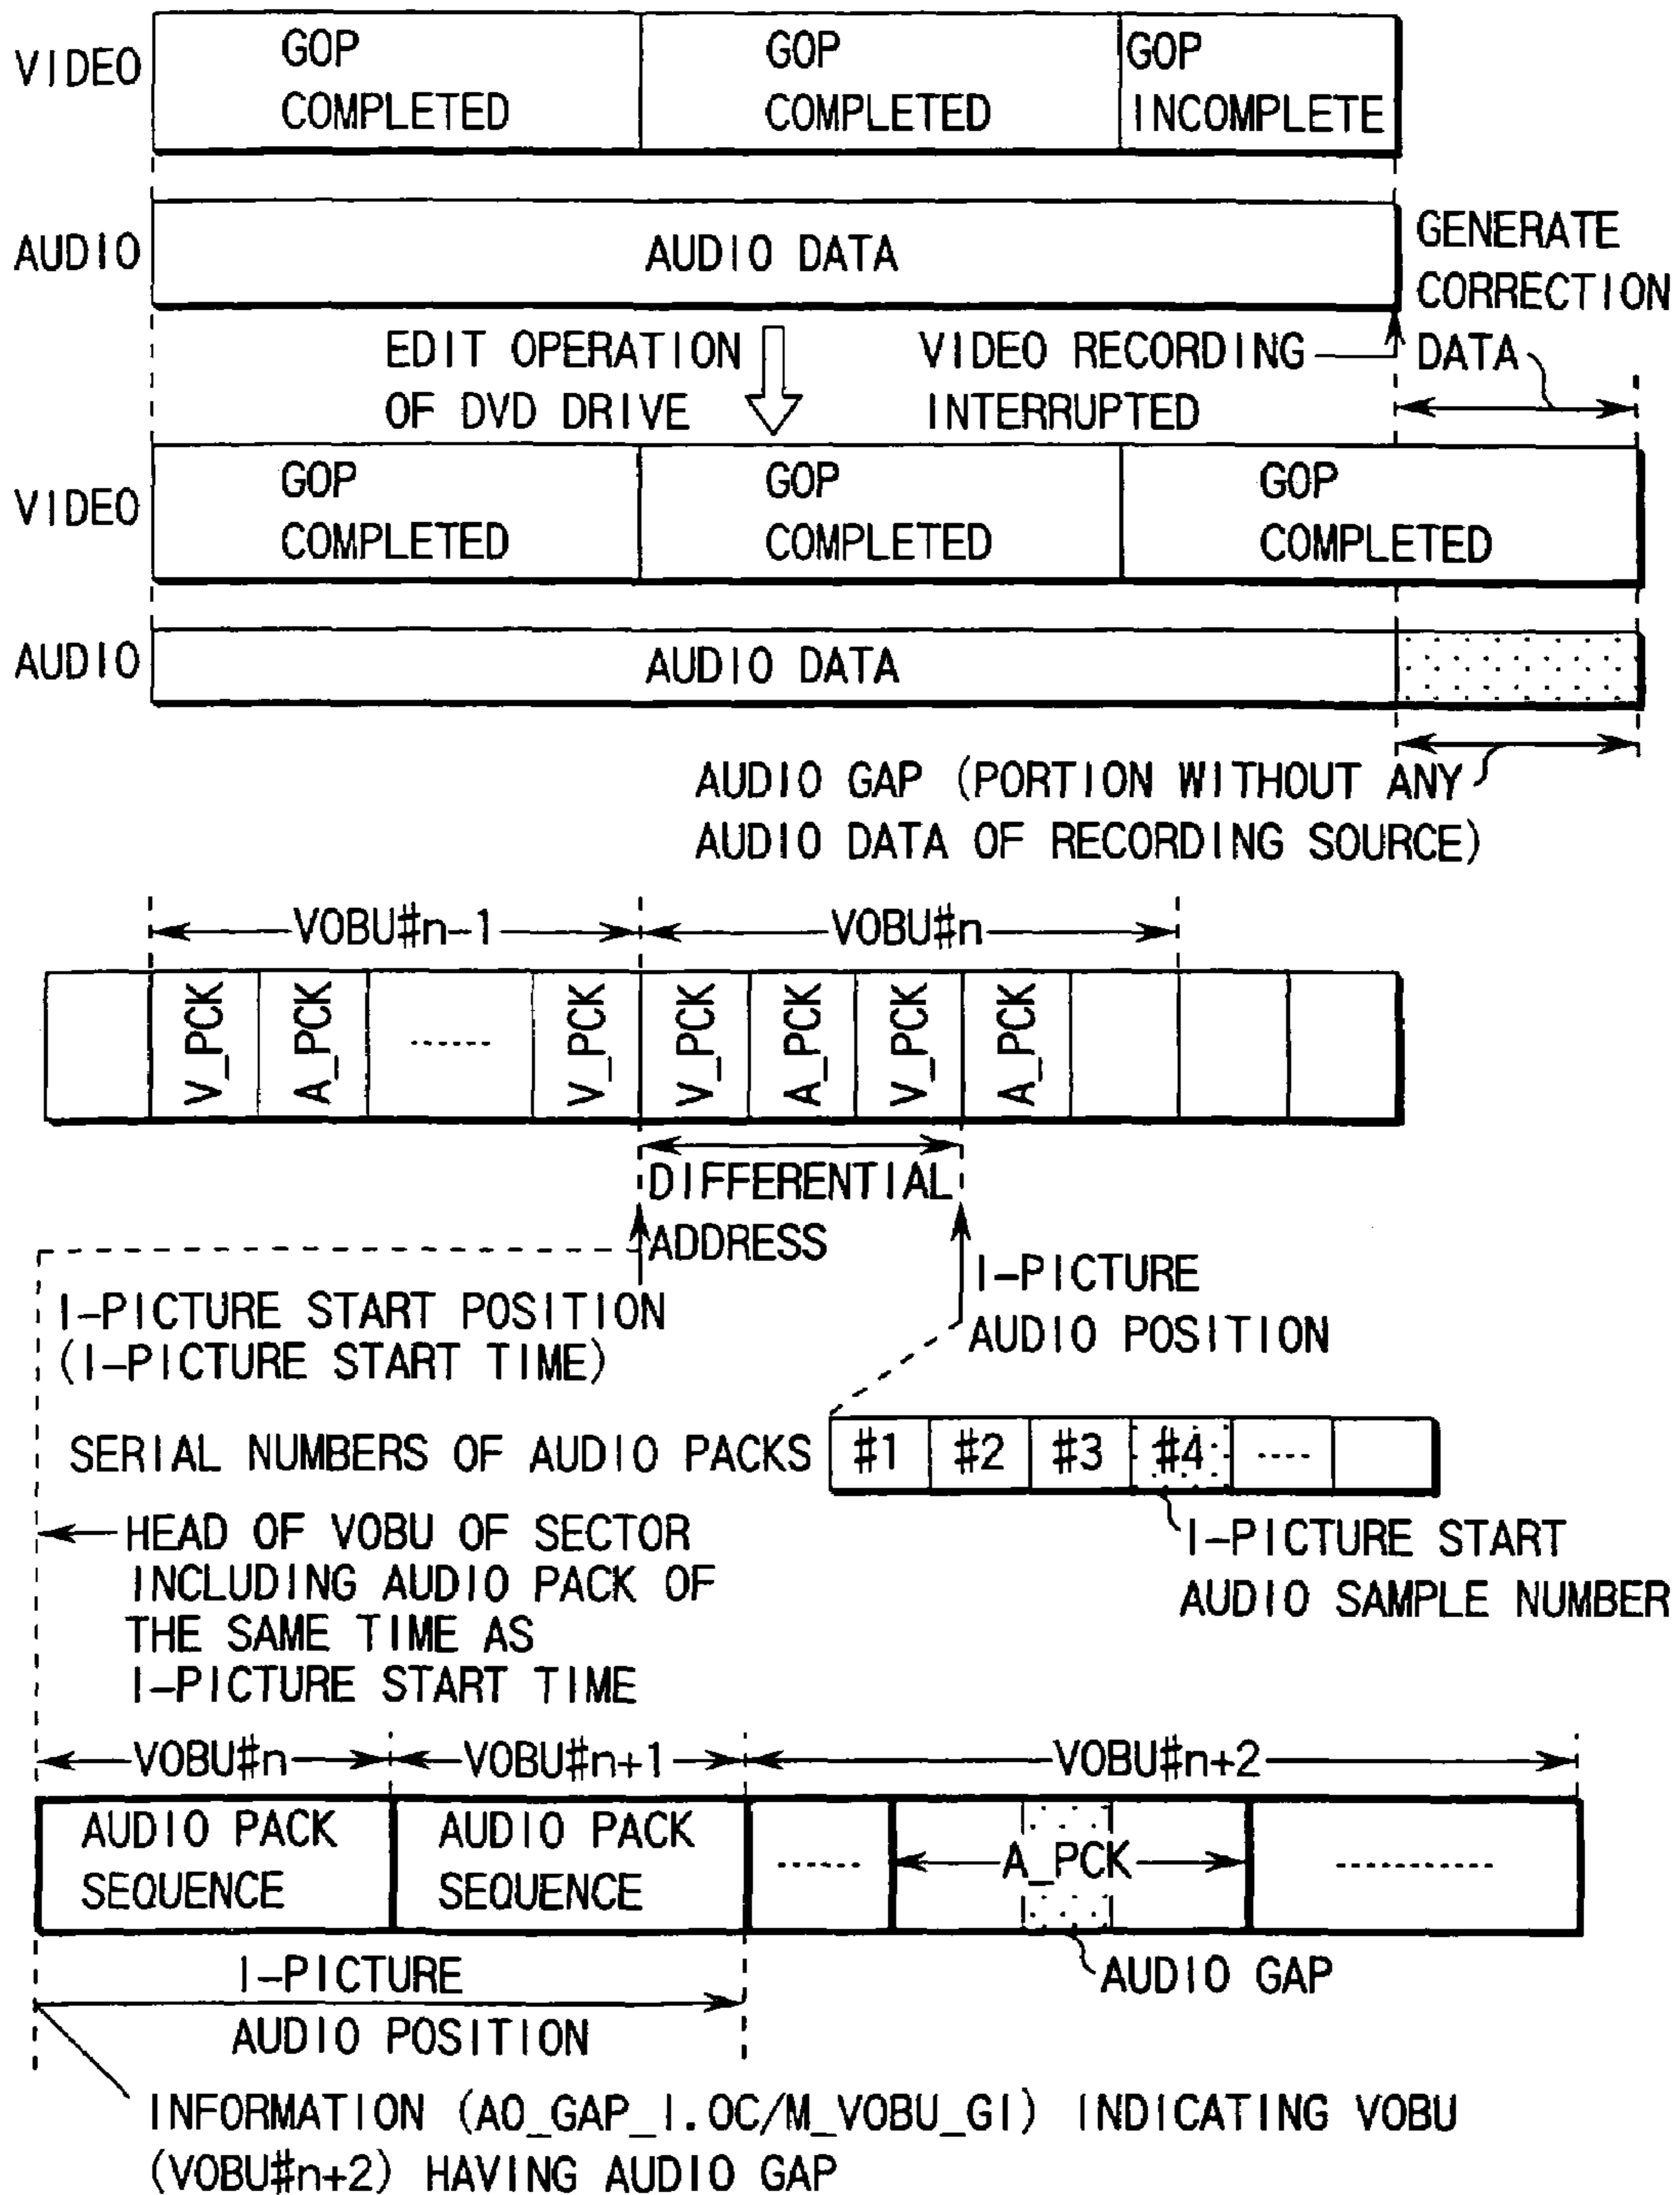 VIDEO
GOP
COMPLETED
GOP
COMPLETED
GOP
INCOMPLETE
AUDIO
AUDIO DATA
GENERATE
CORRECTION
DATA
EDIT OPERATION
OF DVD DRIVE
VIDEO RECORDING
INTERRUPTED
VIDEO
GOP
COMPLETED
GOP
COMPLETED
GOP
COMPLETED
AUDIO
AUDIO DATA
AUDIO GAP (PORTION WITHOUT ANY
AUDIO DATA OF RECORDING SOURCE)
VOBU#n-1
VOBU#n
V_PCK
A_PCK
V_PCK
V_PCK
A_PCK
V_PCK
A_PCK
DIFFERENTIAL
ADDRESS
I-PICTURE START POSITION
(I-PICTURE START TIME)
I-PICTURE
AUDIO POSITION
SERIAL NUMBERS OF AUDIO PACKS
#1
#2
#3
#4
I-PICTURE START
AUDIO SAMPLE NUMBER
HEAD OF VOBU OF SECTOR
INCLUDING AUDIO PACK OF
THE SAME TIME AS
I-PICTURE START TIME
VOBU#n
VOBU#n+1
VOBU#n+2
AUDIO PACK
SEQUENCE
AUDIO PACK
SEQUENCE
A_PCK
AUDIO GAP
I-PICTURE
AUDIO POSITION
INFORMATION (A0_GAP_I.OC/M_VOBU_GI) INDICATING VOBU
(VOBU#n+2) HAVING AUDIO GAP